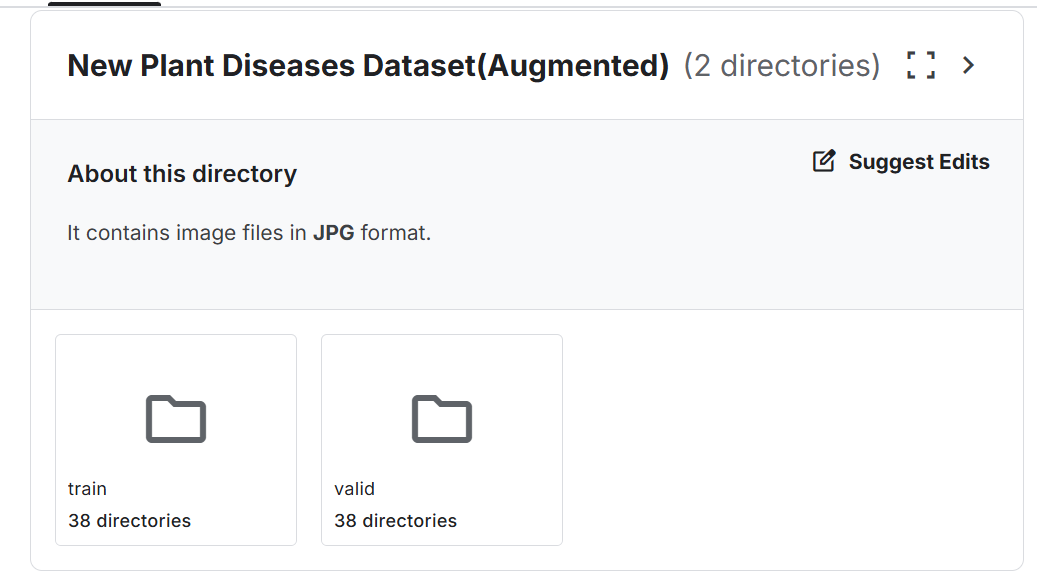 New Plant Diseases Dataset(Augmented) (2 directories)
About this directory
Suggest Edits
It contains image files in JPG format.
train
38 directories
valid
38 directories